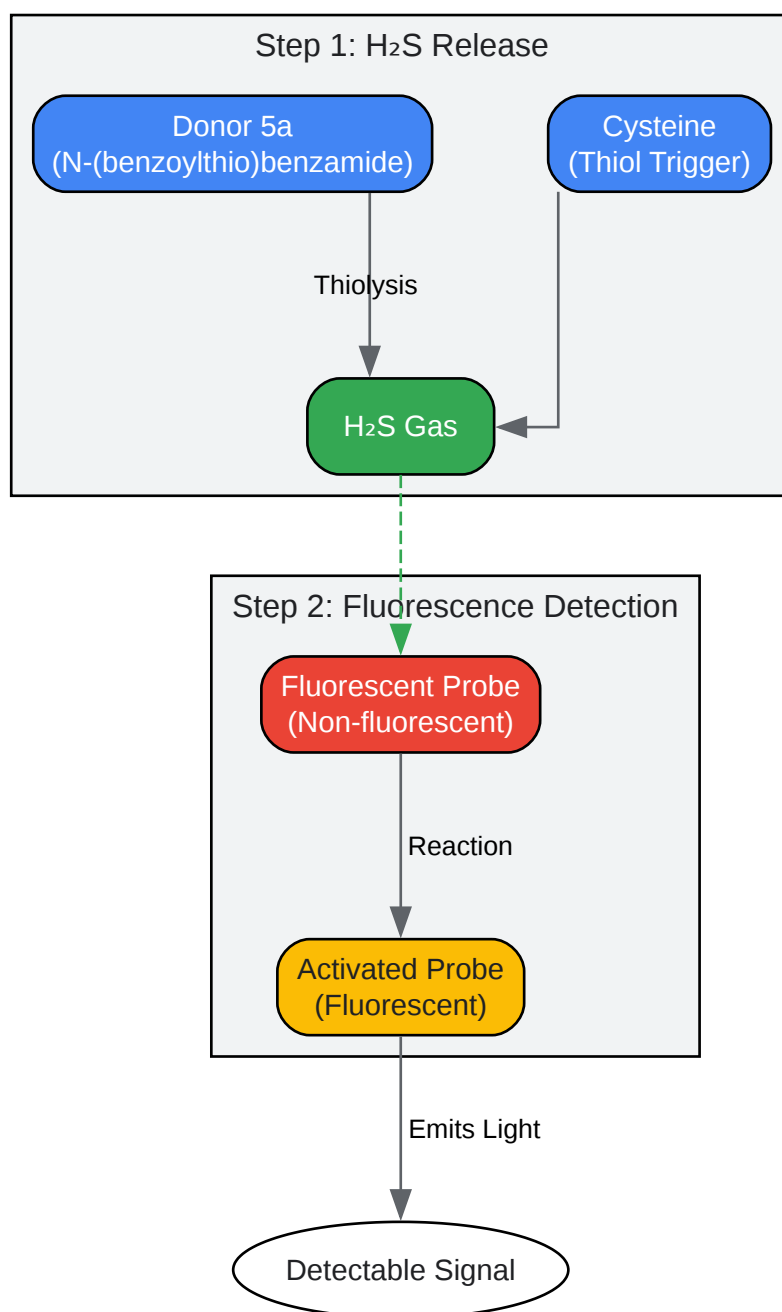 Step 1: H₂S Release
Donor 5a
(N-(benzoylthio)benzamide)
Cysteine
(Thiol Trigger)
Thiolysis
H₂S Gas
Step 2: Fluorescence Detection
Fluorescent Probe
(Non-fluorescent)
Reaction
Activated Probe
(Fluorescent)
Emits Light
Detectable Signal